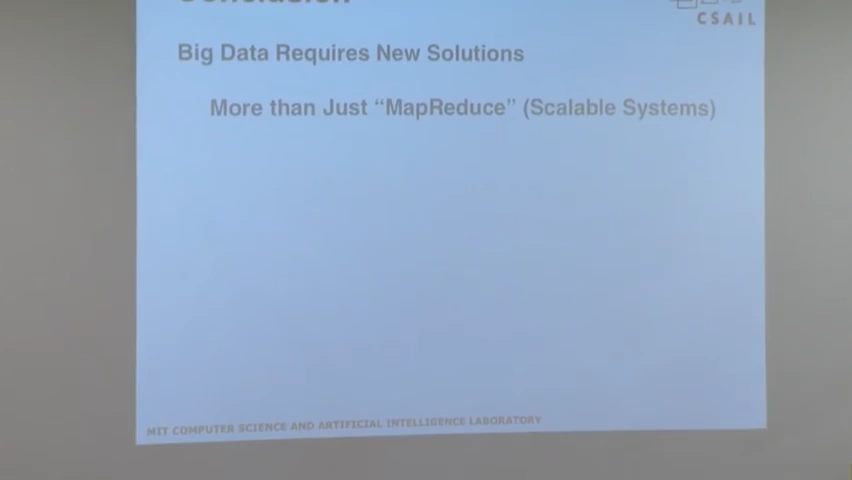 Conclusion
CSAIL
Big Data Requires New Solutions
More than Just “MapReduce” (Scalable Systems)
MIT COMPUTER SCIENCE AND ARTIFICIAL INTELLIGENCE LABORATORY